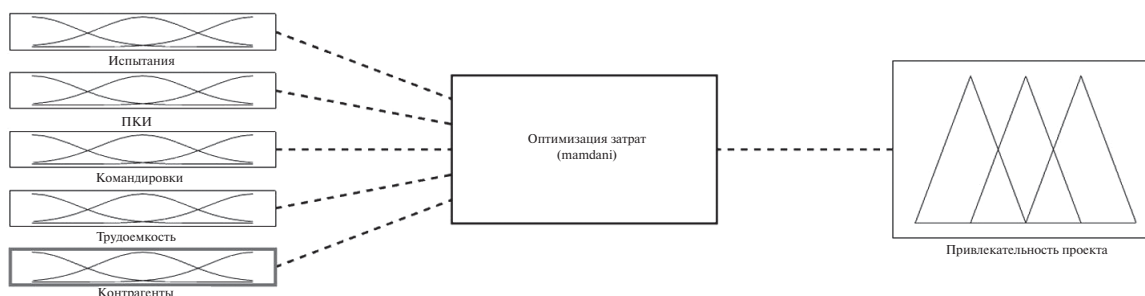 Испытания
ПКИ
Командировки
Трудоемкость
Контрагенты
Оптимизация затрат
(mamdani)
Привлекательность проекта